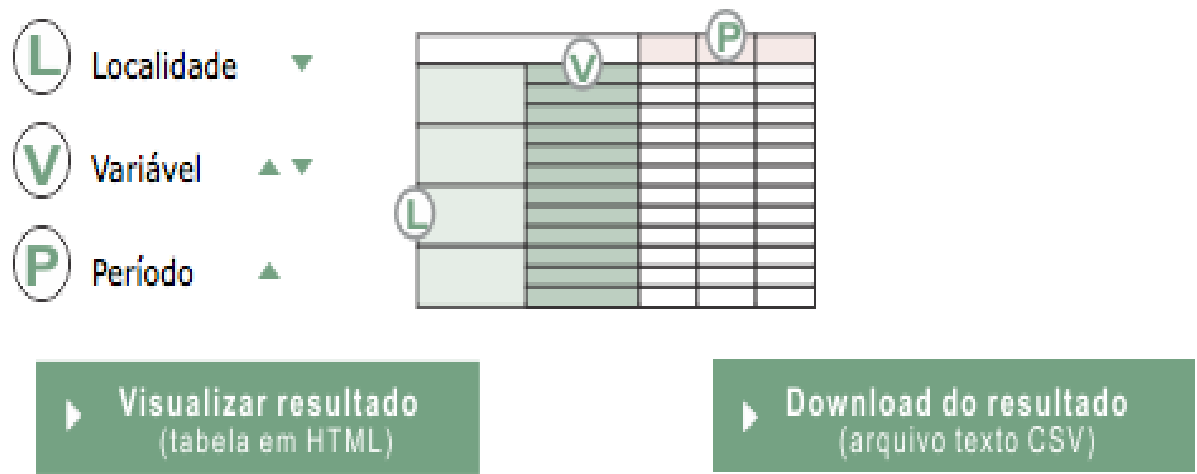 L Localidade
V Variável
P Período
P
V
L
Visualizar resultado
(tabela em HTML)
Download do resultado
(arquivo texto CSV)